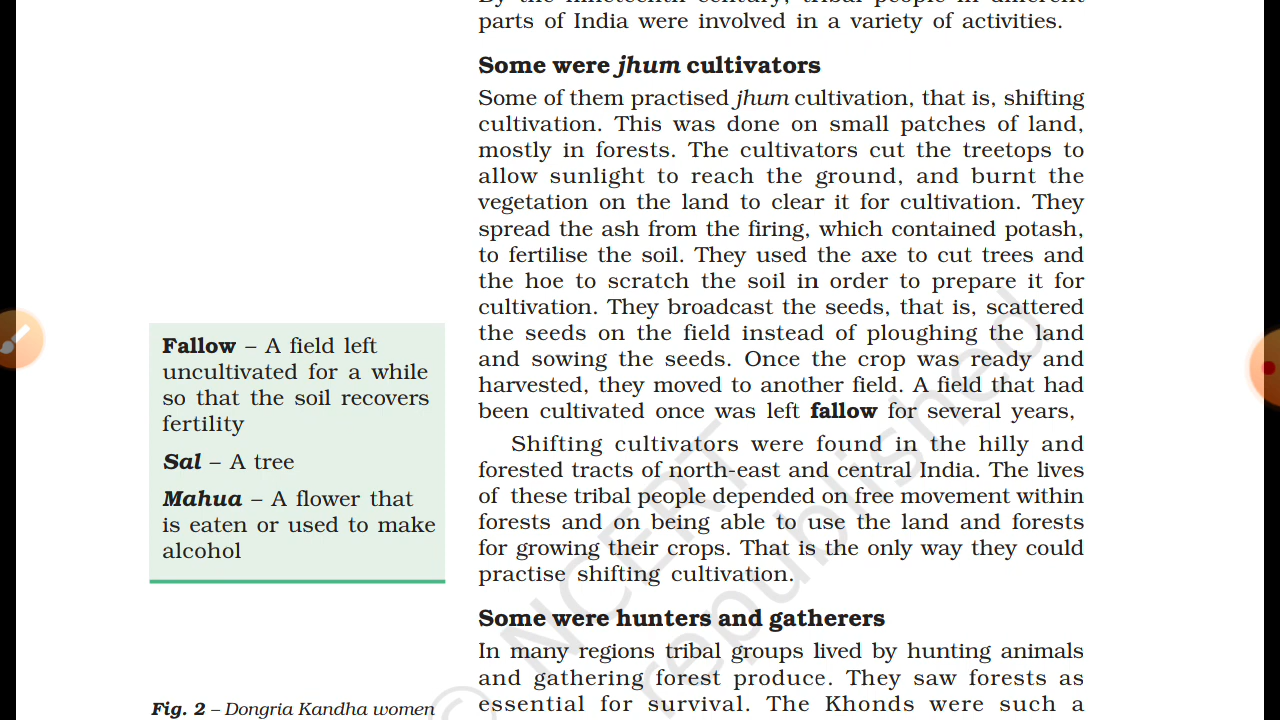 parts of India were involved in a variety of activities.
Some were jhum cultivators
Some of them practised jhum cultivation, that is, shifting
cultivation. This was done on small patches of land,
mostly in forests. The cultivators cut the treetops to
allow sunlight to reach the ground, and burnt the
vegetation on the land to clear it for cultivation. They
spread the ash from the firing, which contained potash,
to fertilise the soil. They used the axe to cut trees and
the hoe to scratch the soil in order to prepare it for
cultivation. They broadcast the seeds, that is, scattered
the seeds on the field instead of ploughing the land
and sowing the seeds. Once the crop was ready and
harvested, they moved to another field. A field that had
been cultivated once was left fallow for several years,
Shifting cultivators were found in the hilly and
forested tracts of north-east and central India. The lives
of these tribal people depended on free movement within
forests and on being able to use the land and forests
for growing their crops. That is the only way they could
practise shifting cultivation.
Some were hunters and gatherers
In many regions tribal groups lived by hunting animals
and gathering forest produce. They saw forests as
essential for survival. The Khonds were such a
Fallow – A field left
uncultivated for a while
so that the soil recovers
fertility
Sal – A tree
Mahua – A flower that
is eaten or used to make
alcohol
Fig. 2 – Dongria Kandha women
© NCERT
republished